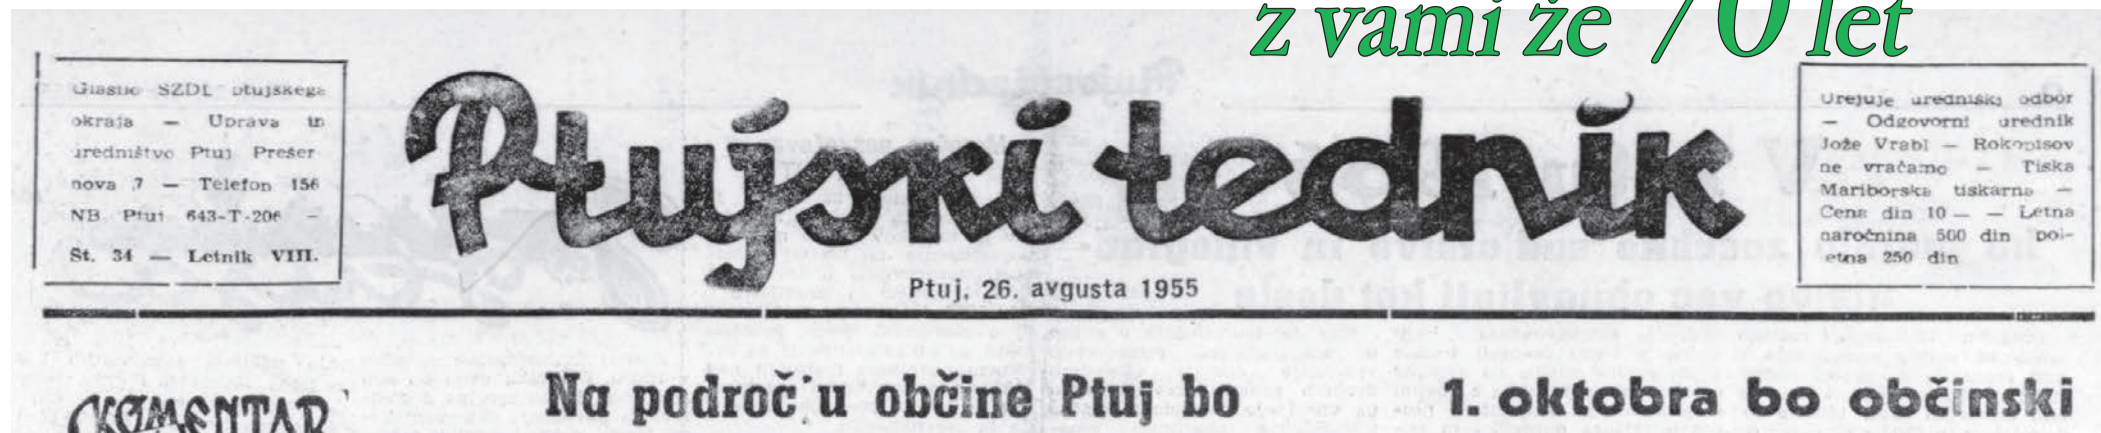 z vami že 70 let
Glasilo SZDL ptujskega
okraja — Uprava in
uredništvo Ptuj Prešer
nova 7 — Telefon 156
NB Ptuj 643-T-206 —
Št. 34 — Letnik VIII.
Ptujski tednik
Ptuj, 26. avgusta 1955
Urejuje uredniški odbor
— Odgovorni urednik
Jože Vrabl — Rokopisov
ne vračamo — Tiska
Mariborska tiskarna —
Cena din 10 — — Letna
naročnina 500 din pol-
etna 250 din
KOMENTAR
Na področ'u občine Ptuj bo
1. oktobra bo občinski